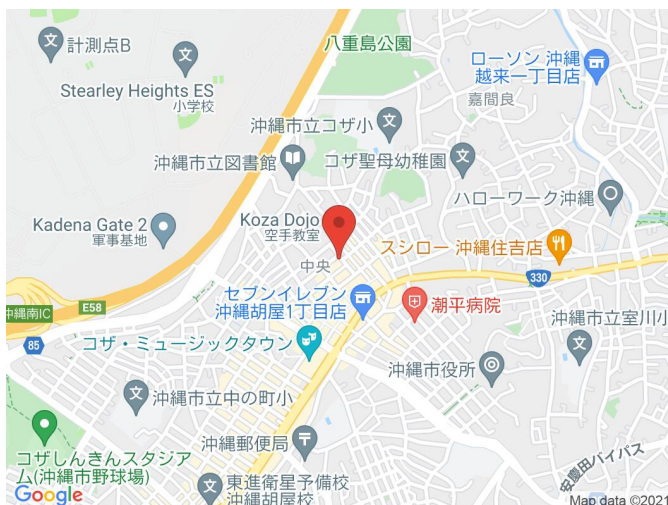 八重島公園
計測点B
ローソン 沖縄
越来一丁目店
Stearley Heights ES
小学校
嘉間良
沖縄市立コザ小
沖縄市立図書館
コザ聖母幼稚園
ハローワーク沖縄
Koza Dojo
空手教室
Kadena Gate 2
軍事基地
スシロー 沖縄住吉店
中央
330
沖縄南IC
E58
セブンイレブン
沖縄胡屋1丁目店
潮平病院
85
コザ・ミュージックタウン
沖縄市立室川小
沖縄市役所
沖縄市立中の町小
沖縄郵便局
コザしんきんスタジア
ム(沖縄市野球場)
安慶田バイパス
東進衛星予備校
沖縄胡屋校
Google
Map data ©2021